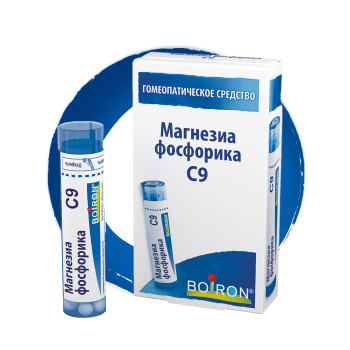 ГОМЕОПАТИЧЕСКОЕ СРЕДСТВО
Магнезиа
фосфорика
C9
BOIRON®
Магнезиа
фосфорика
C9
BOIRON